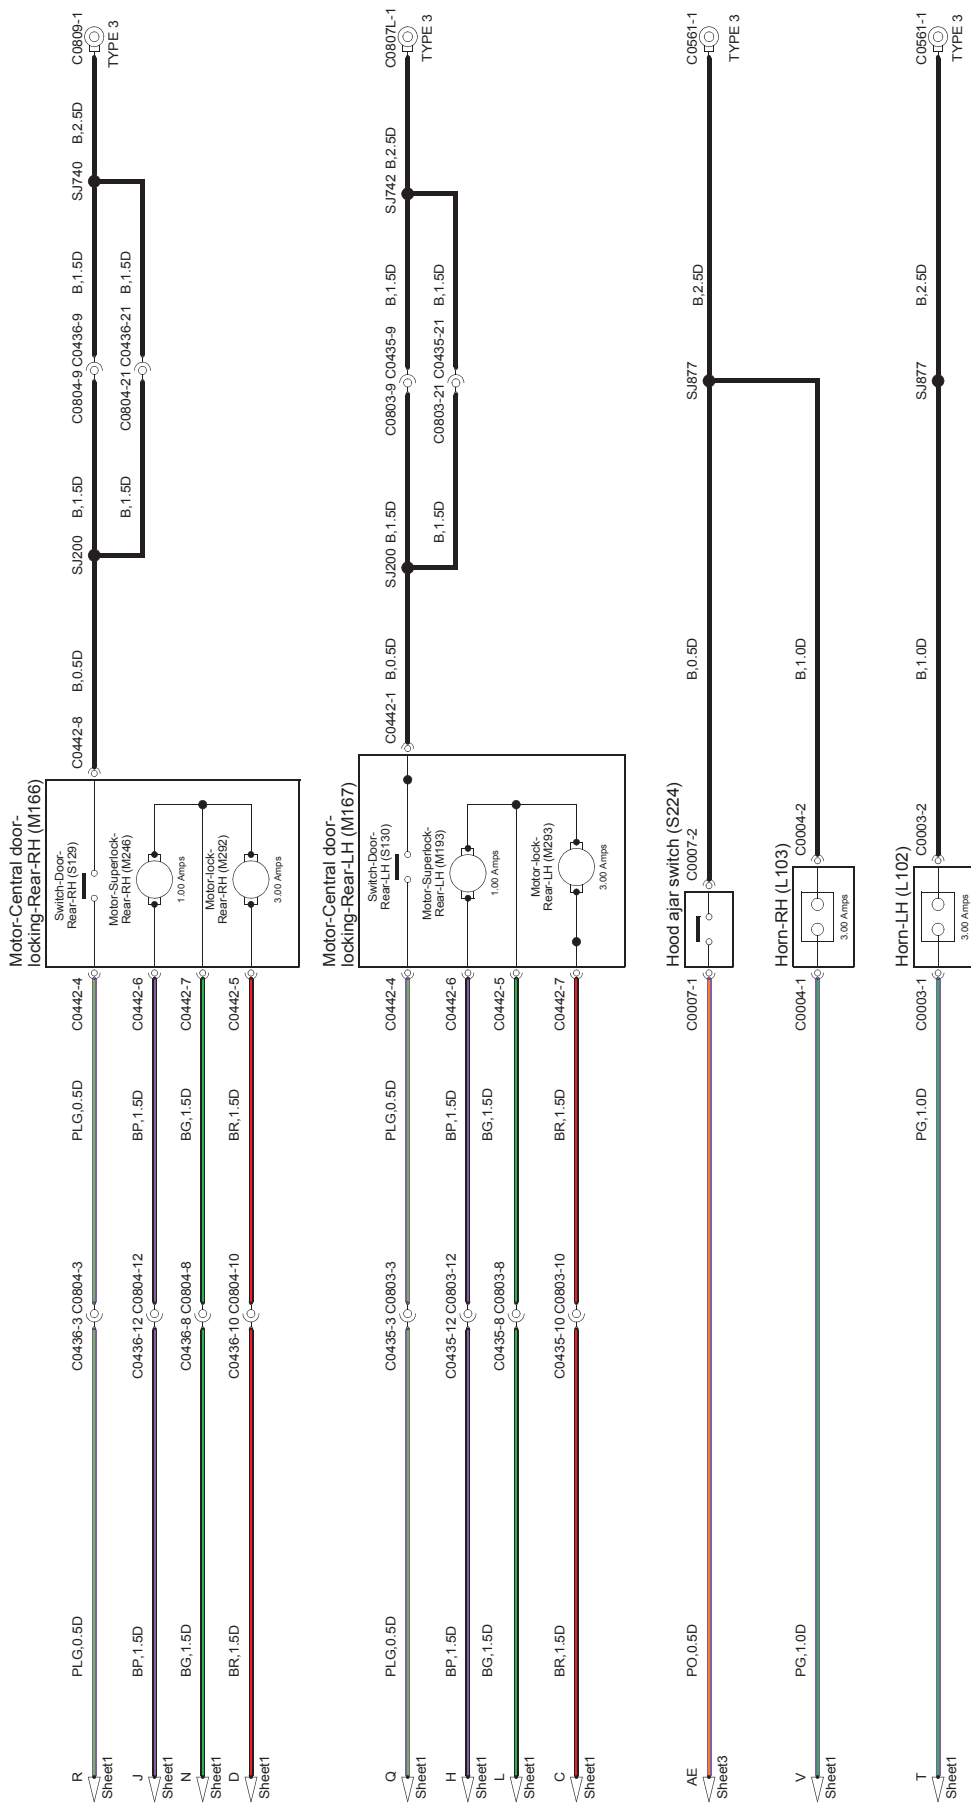 Motor-Central door-
locking-Rear-RH (M166)
R
Sheet1
PLG,0.5D
C0436-3 C0804-3
PLG,0.5D
C0442-4
Switch-Door-
Rear-RH (S129)
C0442-8
B,0.5D
SJ200
B,1.5D
C0804-9 C0436-9
B,1.5D
SJ740
B,2.5D
C0809-1
TYPE 3
B,1.5D
C0804-21 C0436-21
B,1.5D
J
Sheet1
BP,1.5D
C0436-12 C0804-12
BP,1.5D
C0442-6
Motor-Superlock-
Rear-RH (M246)
1.00 Amps
N
Sheet1
BG,1.5D
C0436-8 C0804-8
BG,1.5D
C0442-7
Motor-lock-
Rear-RH (M292)
3.00 Amps
D
Sheet1
BR,1.5D
C0436-10 C0804-10
BR,1.5D
C0442-5
Motor-Central door-
locking-Rear-LH (M167)
Q
Sheet1
PLG,0.5D
C0435-3 C0803-3
PLG,0.5D
C0442-4
Switch-Door-
Rear-LH (S130)
C0442-1
B,0.5D
SJ200
B,1.5D
C0803-9 C0435-9
B,1.5D
SJ742
B,2.5D
C0807L-1
TYPE 3
B,1.5D
C0803-21 C0435-21
B,1.5D
H
Sheet1
BP,1.5D
C0435-12 C0803-12
BP,1.5D
C0442-6
Motor-Superlock-
Rear-LH (M193)
1.00 Amps
L
Sheet1
BG,1.5D
C0435-8 C0803-8
BG,1.5D
C0442-5
Motor-lock-
Rear-LH (M293)
3.00 Amps
C
Sheet1
BR,1.5D
C0435-10 C0803-10
BR,1.5D
C0442-7
Hood ajar switch (S224)
AE
Sheet3
PO,0.5D
C0007-1
C0007-2
B,0.5D
SJ877
B,2.5D
C0561-1
TYPE 3
Horn-RH (L103)
V
Sheet1
PG,1.0D
C0004-1
3.00 Amps
C0004-2
B,1.0D
Horn-LH (L102)
T
Sheet1
PG,1.0D
C0003-1
3.00 Amps
C0003-2
B,1.0D
SJ877
B,2.5D
C0561-1
TYPE 3